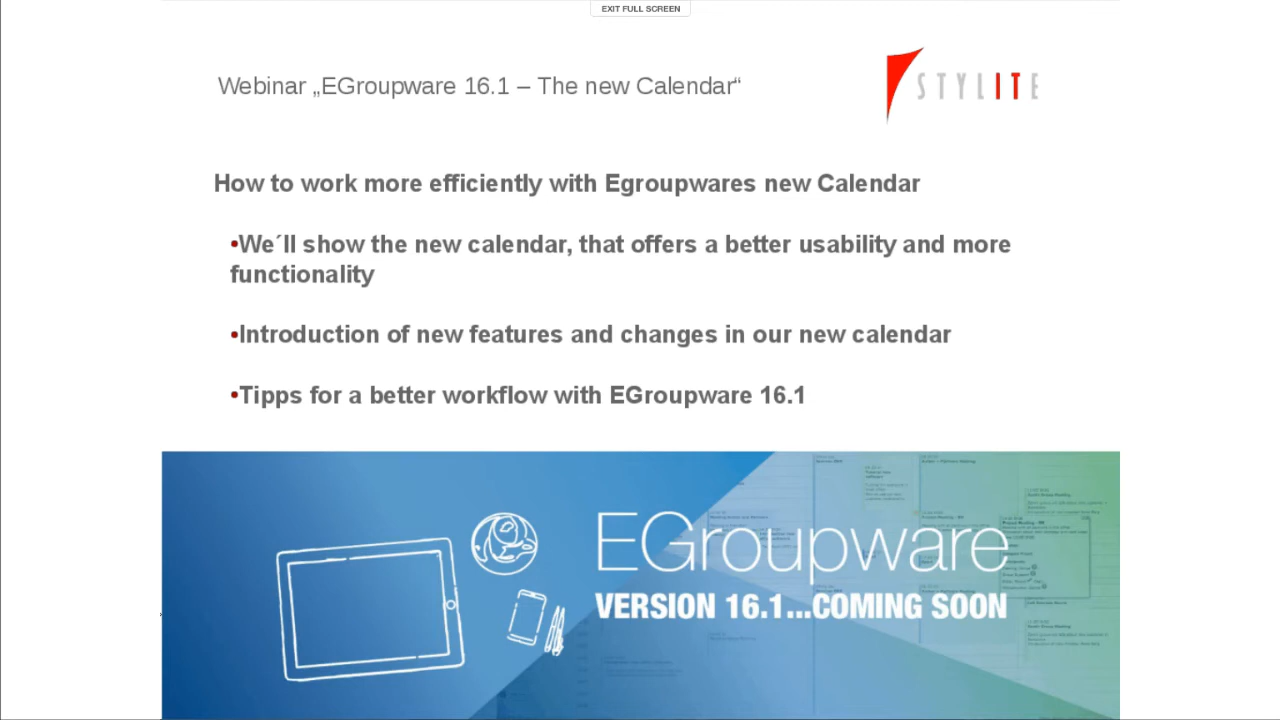 EXIT FULL SCREEN
Webinar „EGroupware 16.1 – The new Calendar“
STYLITE
How to work more efficiently with Egroupwares new Calendar
•We´ll show the new calendar, that offers a better usability and more
functionality
•Introduction of new features and changes in our new calendar
•Tipps for a better workflow with EGroupware 16.1
EGroupware
VERSION 16.1...COMING SOON